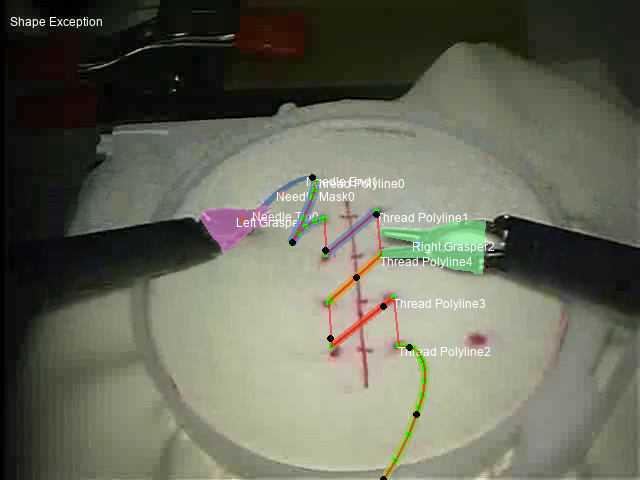 Shape Exception
Needle End1
Thread Polyline0
Needle Mask0
Needle Tip0
Left Grasper
Thread Polyline1
Right Grasper2
Thread Polyline4
Thread Polyline3
Thread Polyline2